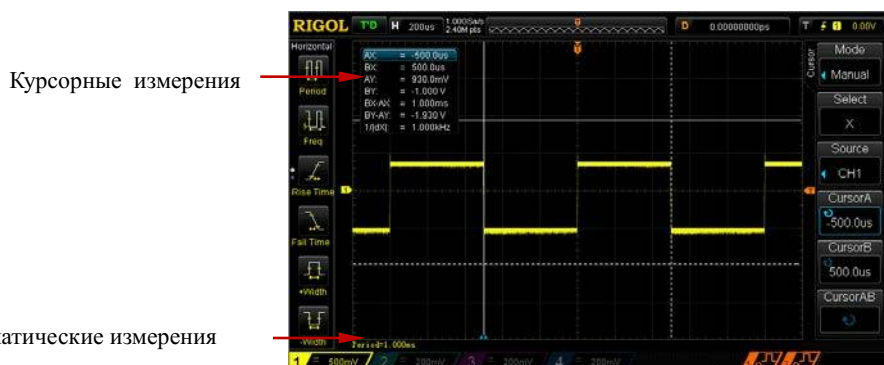 RIGOL T'D H 200us 1.000Sa/s 2.40M pts D 0.00000000ps T 1 0.00V
Horizontal
Period
Freq
Rise Time
Fall Time
+Width
-Width
Курсорные измерения
матические измерения
AX: = -500.0us
BX: = 500.0us
AY: = 930.0mV
BY: = -1.000 V
BX-AX: = 1.000ms
BY-AY: = -1.930 V
1/|dX|: = 1.000kHz
T
1
T
Period=1.000ms
Cursor
Mode
Manual
Select
X
Source
CH1
CursorA
-500.0us
CursorB
500.0us
CursorAB
1 = 500mV 2 = 200mV 3 = 200mV 4 = 200mV